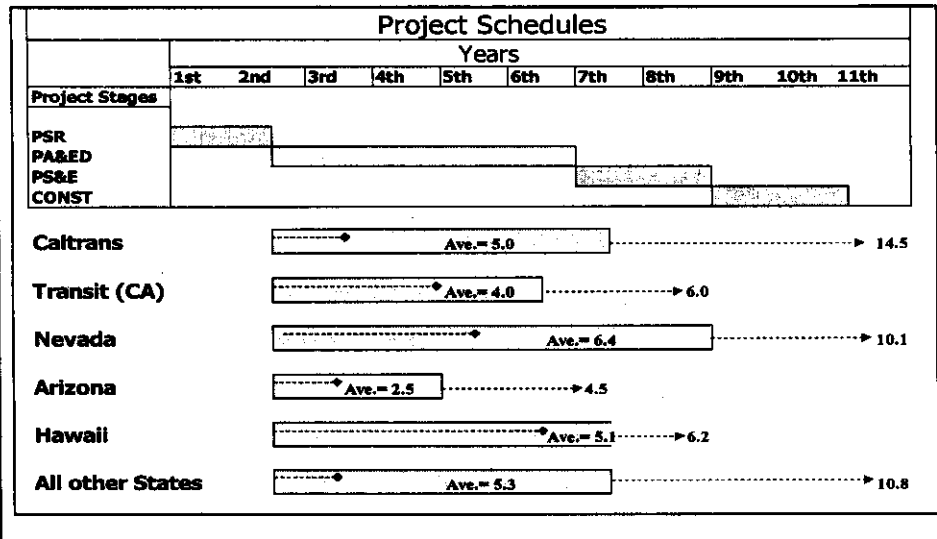 Project Schedules
Years
1st 2nd 3rd 4th 5th 6th 7th 8th 9th 10th 11th
Project Stages
PSR
PA&ED
PS&E
CONST
Caltrans Ave.= 5.0 14.5
Transit (CA) Ave.= 4.0 6.0
Nevada Ave.= 6.4 10.1
Arizona Ave.= 2.5 4.5
Hawaii Ave.= 5.1 6.2
All other States Ave.= 5.3 10.8